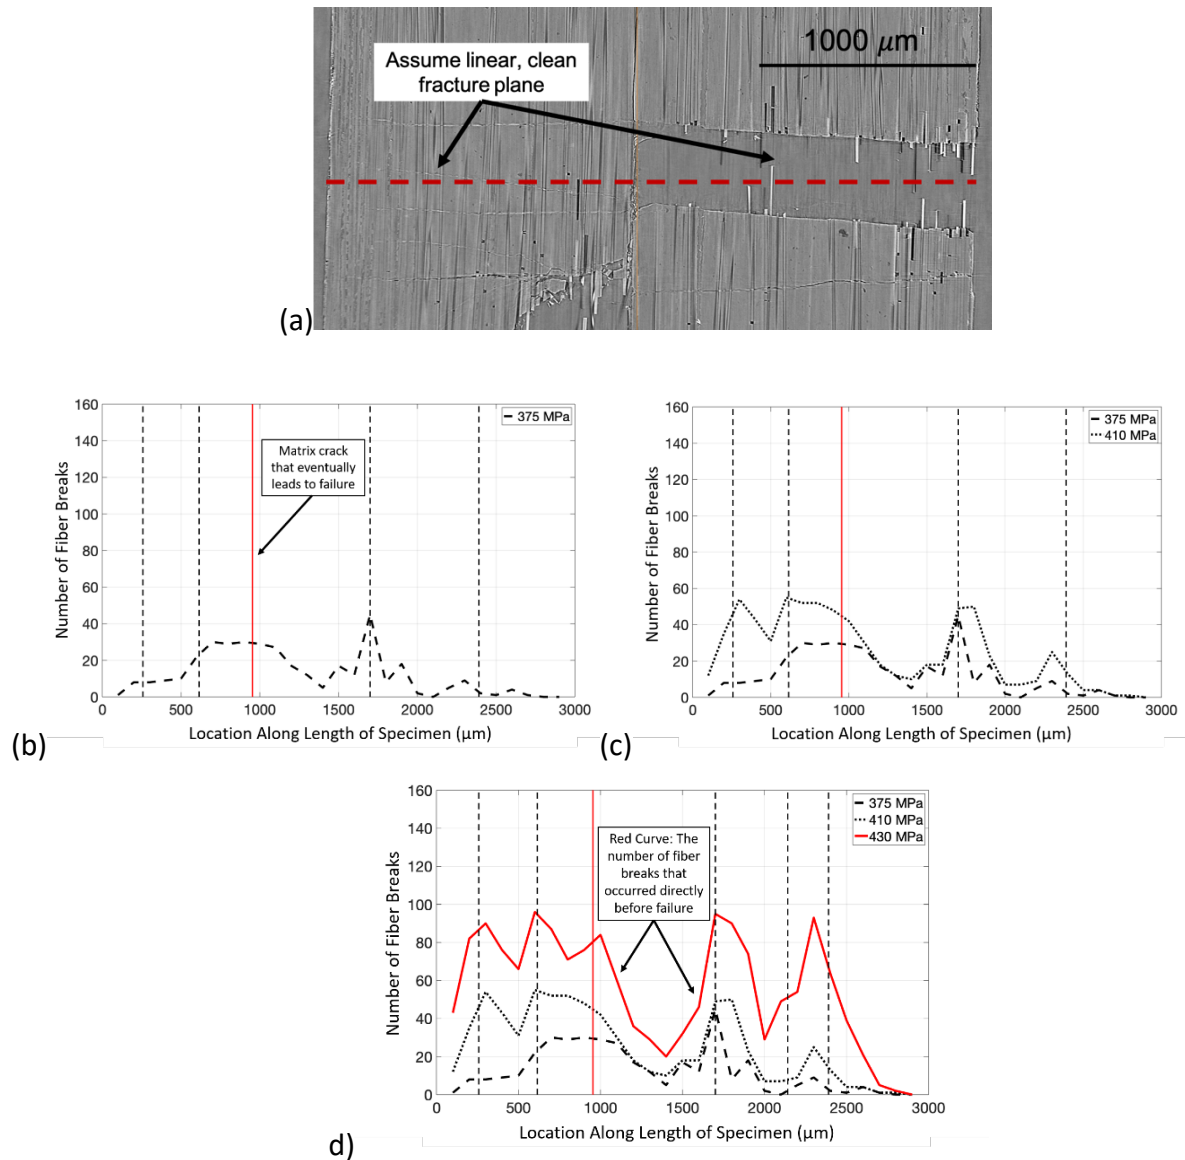 Assume linear, clean
fracture plane
1000 μm
(a)
160
140
120
100
80
60
40
20
0
Number of Fiber Breaks
375 MPa
Matrix crack
that eventually
leads to failure
0 500 1000 1500 2000 2500 3000
Location Along Length of Specimen (μm)
(b)
160
140
120
100
80
60
40
20
0
Number of Fiber Breaks
375 MPa
410 MPa
0 500 1000 1500 2000 2500 3000
Location Along Length of Specimen (μm)
(c)
160
140
120
100
80
60
40
20
0
Number of Fiber Breaks
375 MPa
410 MPa
430 MPa
Red Curve: The
number of fiber
breaks that
occurred directly
before failure
0 500 1000 1500 2000 2500 3000
Location Along Length of Specimen (μm)
d)